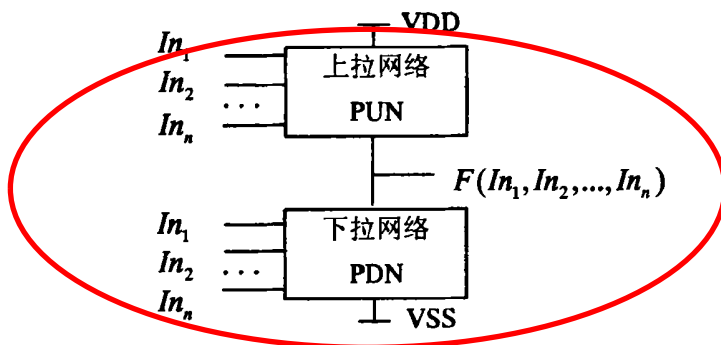 VDD
In₁
上拉网络
In₂
PUN
...
Inₙ
F(In₁,In₂,...,Inₙ)
In₁
下拉网络
In₂
PDN
...
Inₙ
VSS